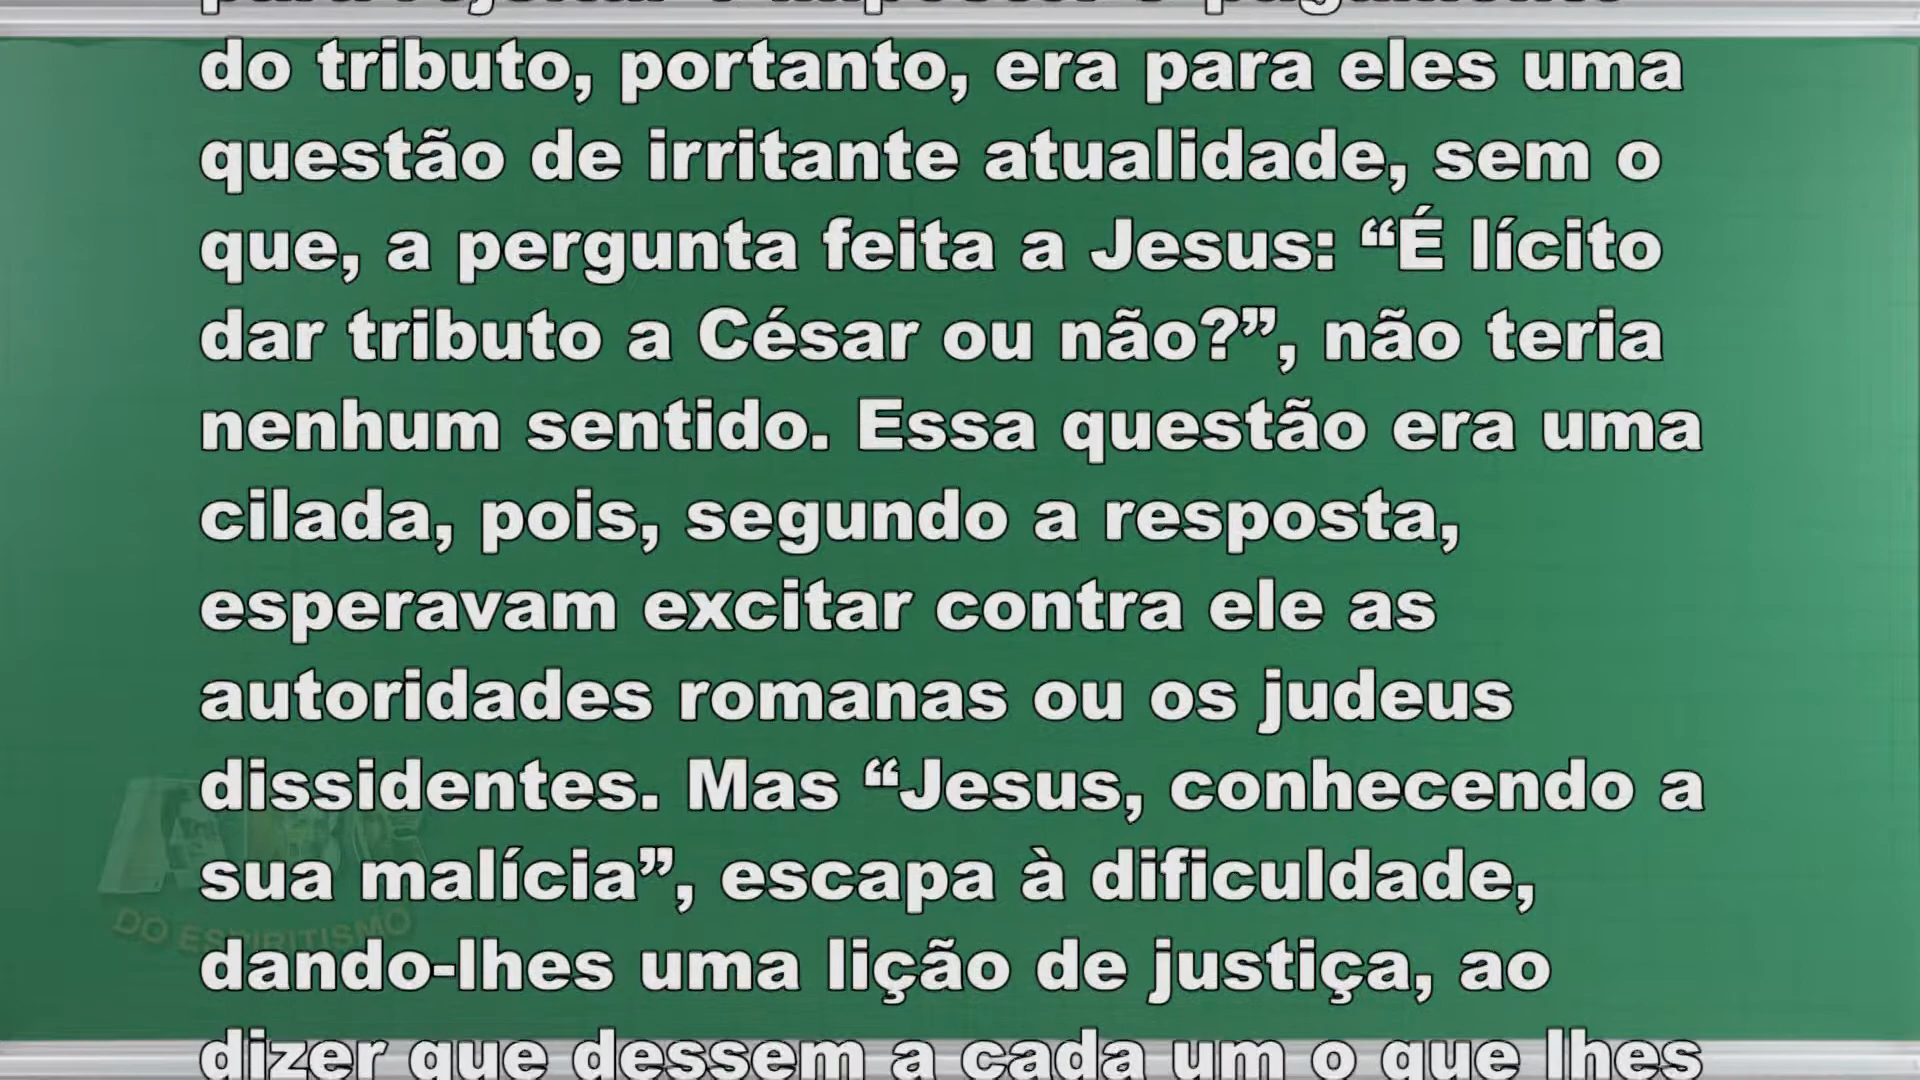 do tributo, portanto, era para eles uma
questão de irritante atualidade, sem o
que, a pergunta feita a Jesus: “É lícito
dar tributo a César ou não?”, não teria
nenhum sentido. Essa questão era uma
cilada, pois, segundo a resposta,
esperavam excitar contra ele as
autoridades romanas ou os judeus
dissidentes. Mas “Jesus, conhecendo a
sua malícia”, escapa à dificuldade,
dando-lhes uma lição de justiça, ao
dizer que dessem a cada um o que lhes
DO ESPIRITISMO